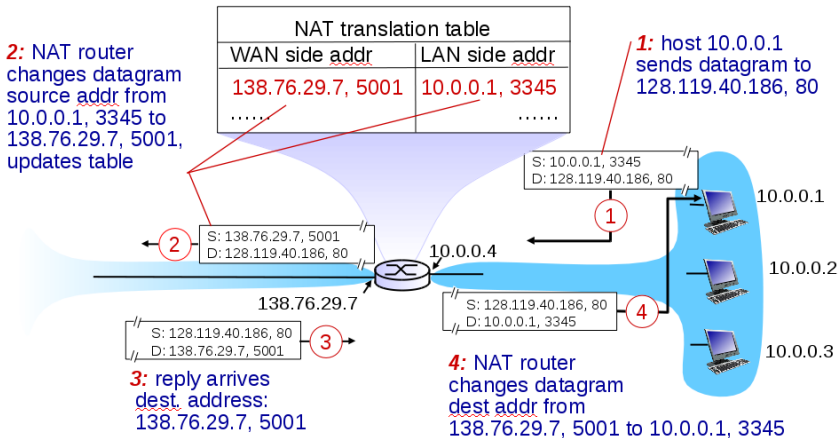 NAT translation table
WAN side addr LAN side addr
138.76.29.7, 5001 10.0.0.1, 3345
...... ......
2: NAT router
changes datagram
source addr from
10.0.0.1, 3345 to
138.76.29.7, 5001,
updates table
1: host 10.0.0.1
sends datagram to
128.119.40.186, 80
S: 10.0.0.1, 3345
D: 128.119.40.186, 80
1
10.0.0.1
S: 138.76.29.7, 5001
D: 128.119.40.186, 80
2
10.0.0.4
10.0.0.2
138.76.29.7
S: 128.119.40.186, 80
D: 10.0.0.1, 3345
4
S: 128.119.40.186, 80
D: 138.76.29.7, 5001
3
10.0.0.3
3: reply arrives
dest. address:
138.76.29.7, 5001
4: NAT router
changes datagram
dest addr from
138.76.29.7, 5001 to 10.0.0.1, 3345